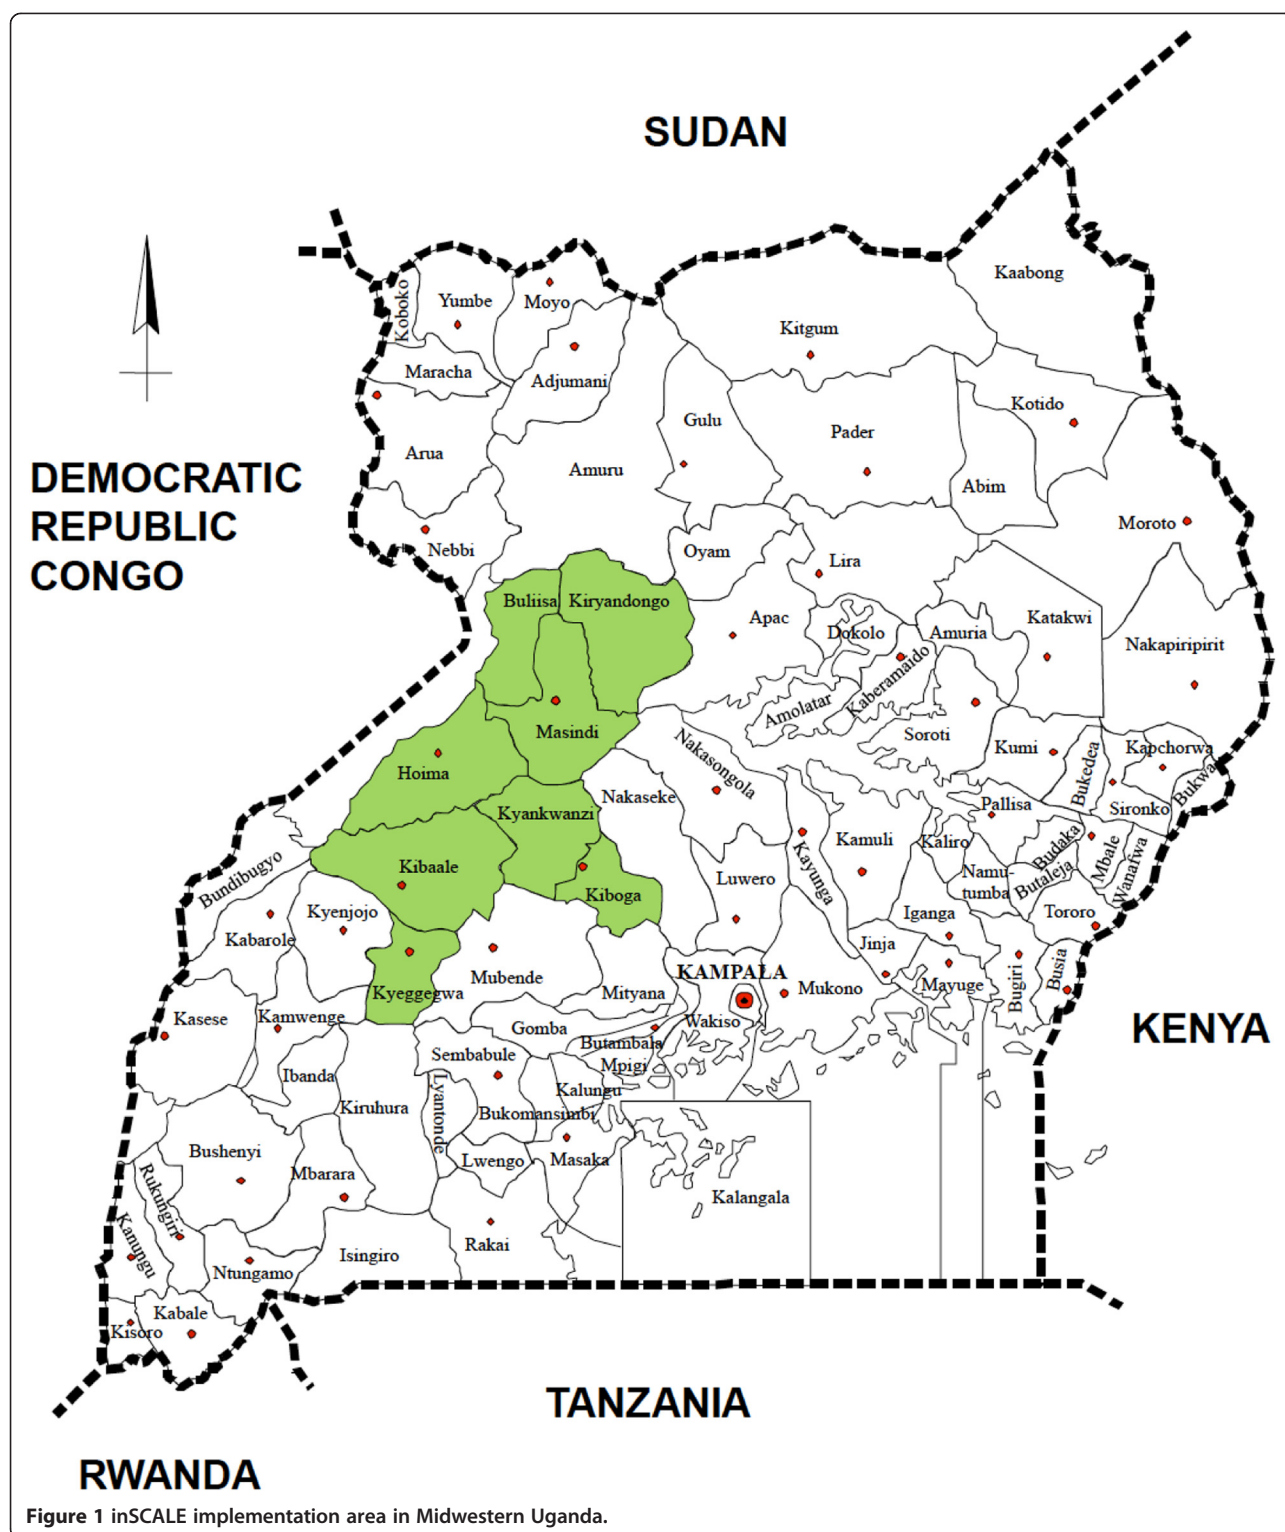 SUDAN
Kaabong
Koboko
Yumbe
Moyo
Kitgum
Maracha
Adjumani
Kotido
Gulu
Pader
Arua
DEMOCRATIC
REPUBLIC
CONGO
Amuru
Abim
Moroto
Nebbi
Oyam
Lira
Buliisa
Kiryandongo
Apac
Dokolo
Amuria
Katakwi
Nakapiripirit
Kaberamaido
Amolatar
Masindi
Soroti
Kumi
Bukedea
Kapchorwa
Bukwa
Hoima
Nakasongola
Nakaseke
Kyankwanzi
Pallisa
Sironko
Kamuli
Kaliro
Budaka
Mbale
Wanafwa
Bundibugyo
Kibaale
Kayunga
Luwero
Namu-
tumba
Butaleja
Kiboga
Kyenjojo
Iganga
Tororo
Kabarole
Jinja
Mubende
KAMPALA
Busia
Kyeggegwa
Mityana
Mukono
Mayuge
Bugiri
Kasese
Kamwenge
Gomba
Wakiso
KENYA
Butambala
Sembabule
Mpigi
Ibanda
Lyantonde
Kalungu
Kiruhura
Bukomansimbi
Bushenyi
Mbarara
Lwengo
Masaka
Rukungiri
Kalangala
Kanungu
Isingiro
Rakai
Ntungamo
Kabale
Kisoro
TANZANIA
RWANDA
Figure 1 inSCALE implementation area in Midwestern Uganda.